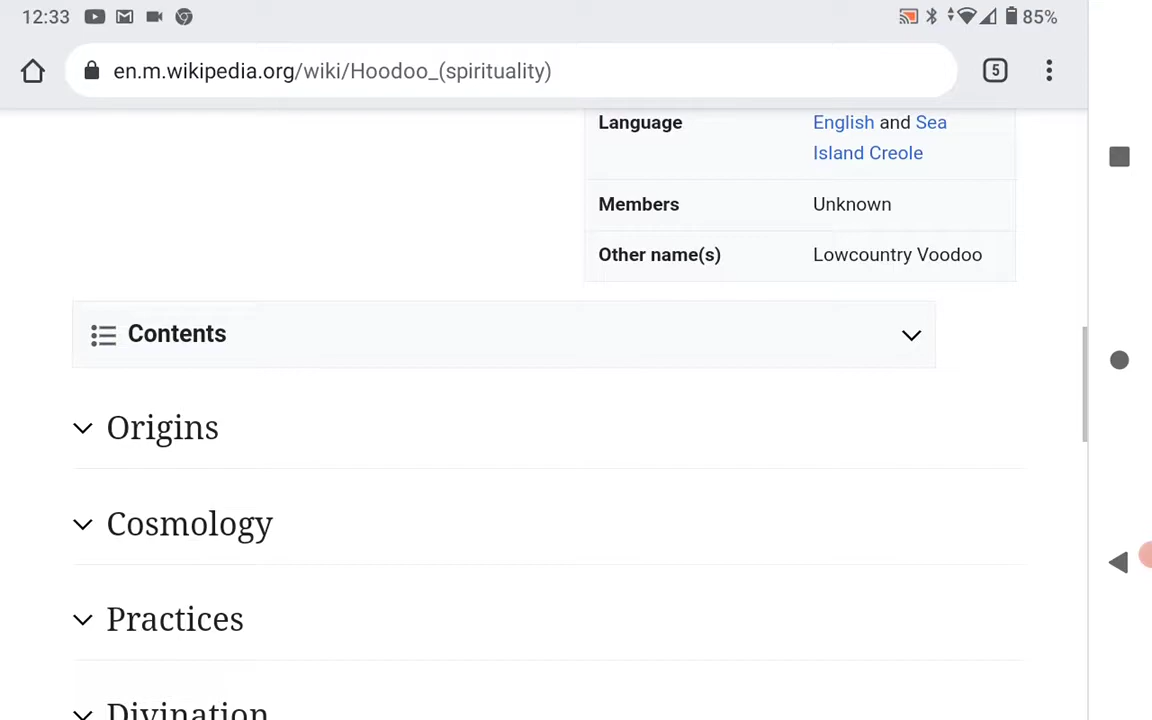 12:33 85%
en.m.wikipedia.org/wiki/Hoodoo_(spirituality) 5
Language English and Sea
Island Creole
Members Unknown
Other name(s) Lowcountry Voodoo
Contents
Origins
Cosmology
Practices
Divination